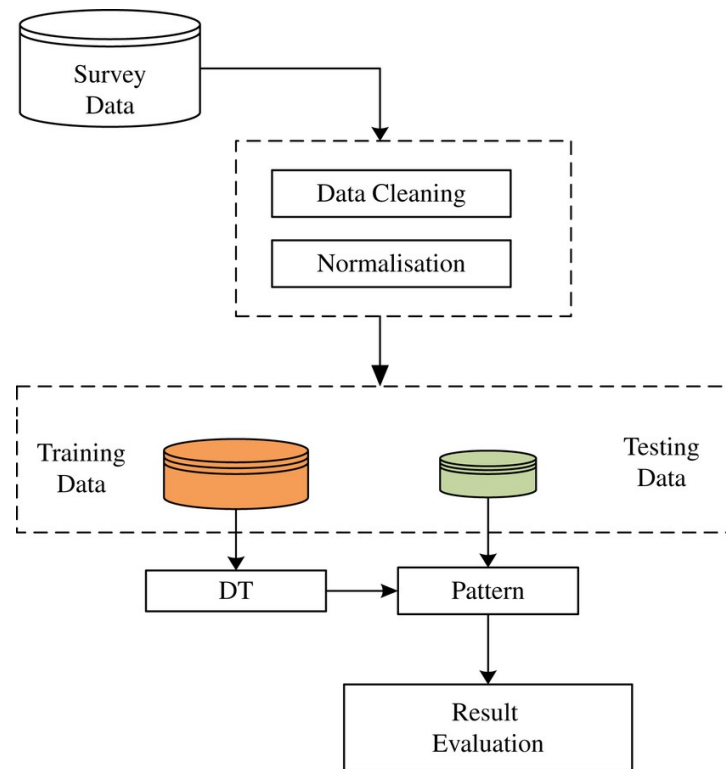 Survey
Data
Data Cleaning
Normalisation
Training
Data
Testing
Data
DT
Pattern
Result
Evaluation